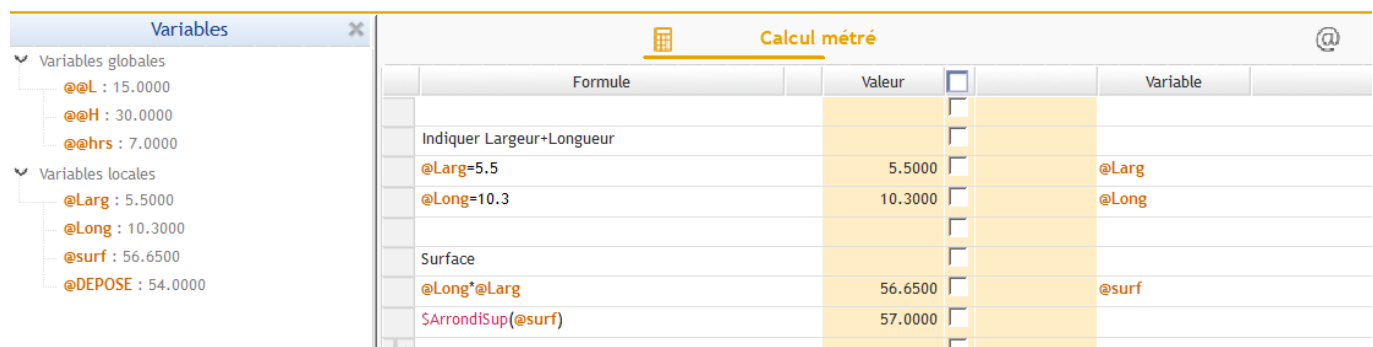 Variables
Variables globales
@@L : 15.0000
@@H : 30.0000
@@hrs : 7.0000
Variables locales
@Larg : 5.5000
@Long : 10.3000
@surf : 56.6500
@DEPOSE : 54.0000
Calcul métré
@
Formule Valeur Variable
Indiquer Largeur+Longueur
@Larg=5.5 5.5000 @Larg
@Long=10.3 10.3000 @Long
Surface
@Long*@Larg 56.6500 @surf
$ArrondiSup(@surf) 57.0000